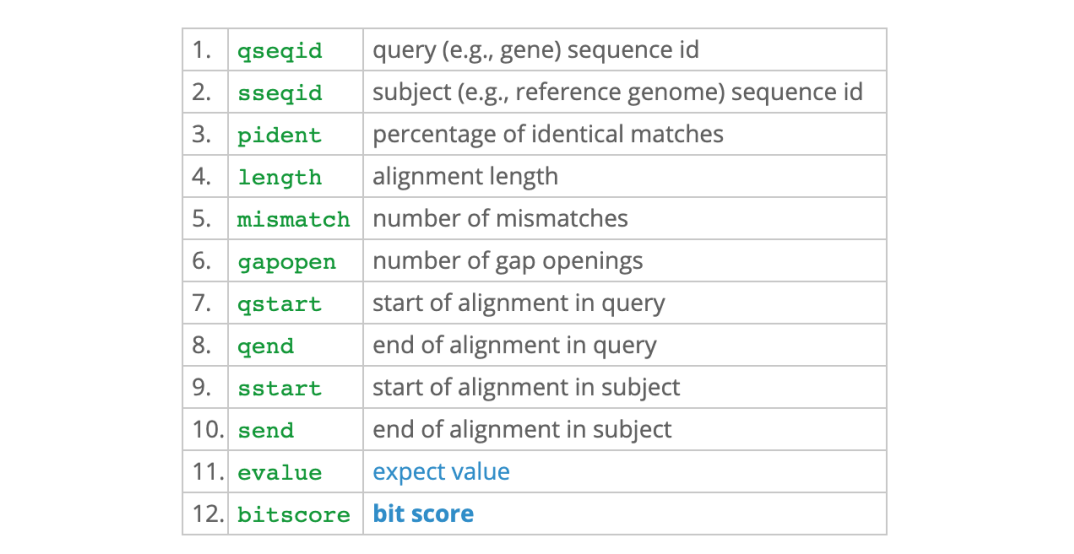 1. qseqid query (e.g., gene) sequence id
2. sseqid subject (e.g., reference genome) sequence id
3. pident percentage of identical matches
4. length alignment length
5. mismatch number of mismatches
6. gapopen number of gap openings
7. qstart start of alignment in query
8. qend end of alignment in query
9. sstart start of alignment in subject
10. send end of alignment in subject
11. evalue expect value
12. bitscore bit score